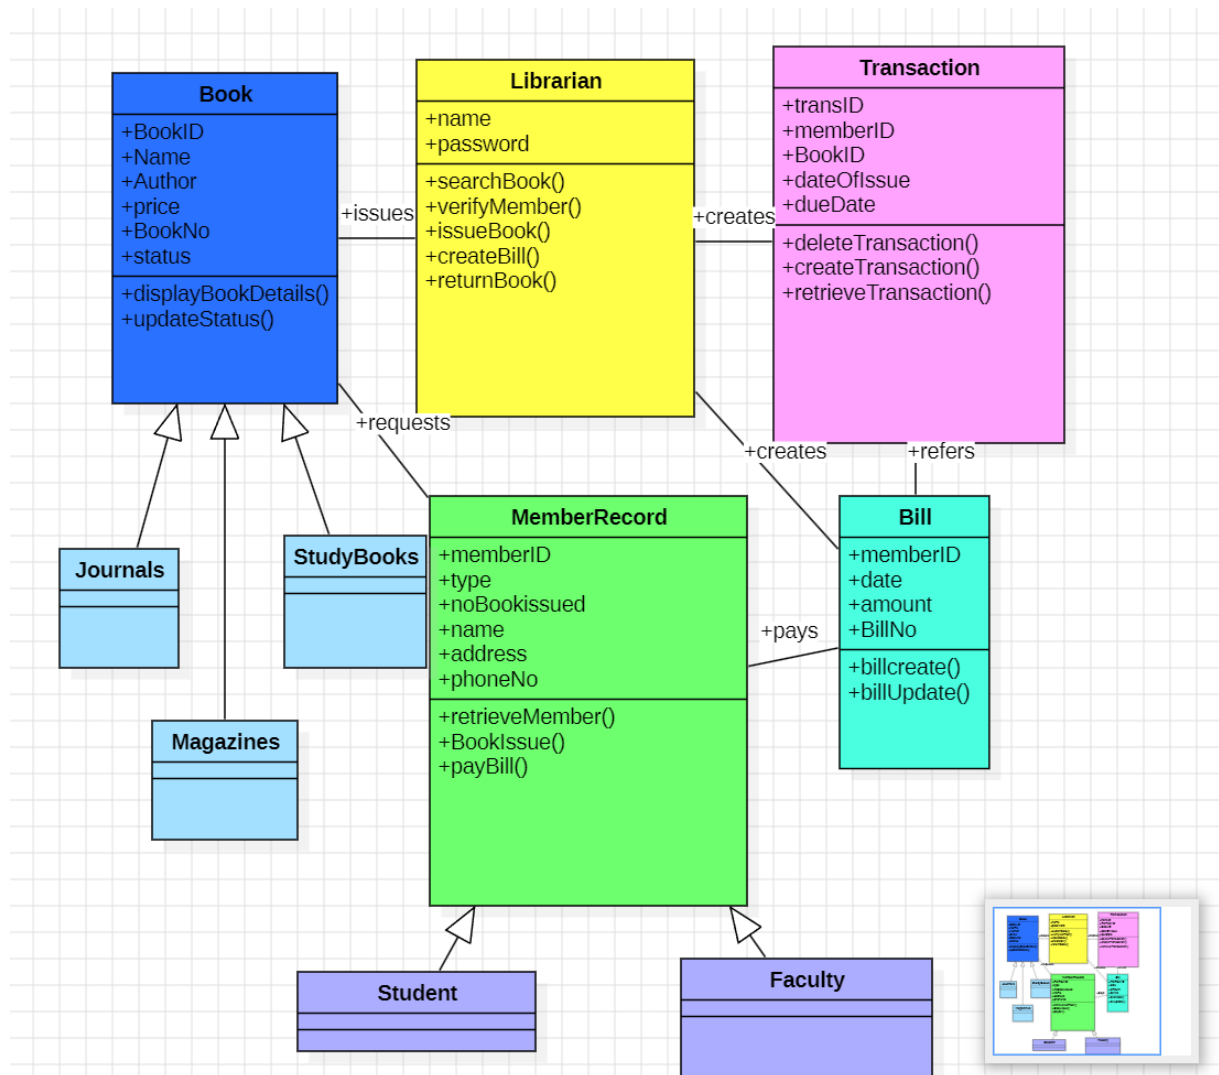 Book
+BookID
+Name
+Author
+price
+BookNo
+status
+displayBookDetails()
+updateStatus()
+issues
Librarian
+name
+password
+searchBook()
+verifyMember()
+issueBook()
+createBill()
+returnBook()
+creates
Transaction
+transID
+memberID
+BookID
+dateOfIssue
+dueDate
+deleteTransaction()
+createTransaction()
+retrieveTransaction()
+requests
+creates
+refers
Journals
StudyBooks
Magazines
MemberRecord
+memberID
+type
+noBookissued
+name
+address
+phoneNo
+retrieveMember()
+BookIssue()
+payBill()
+pays
Bill
+memberID
+date
+amount
+BillNo
+billcreate()
+billUpdate()
Student
Faculty